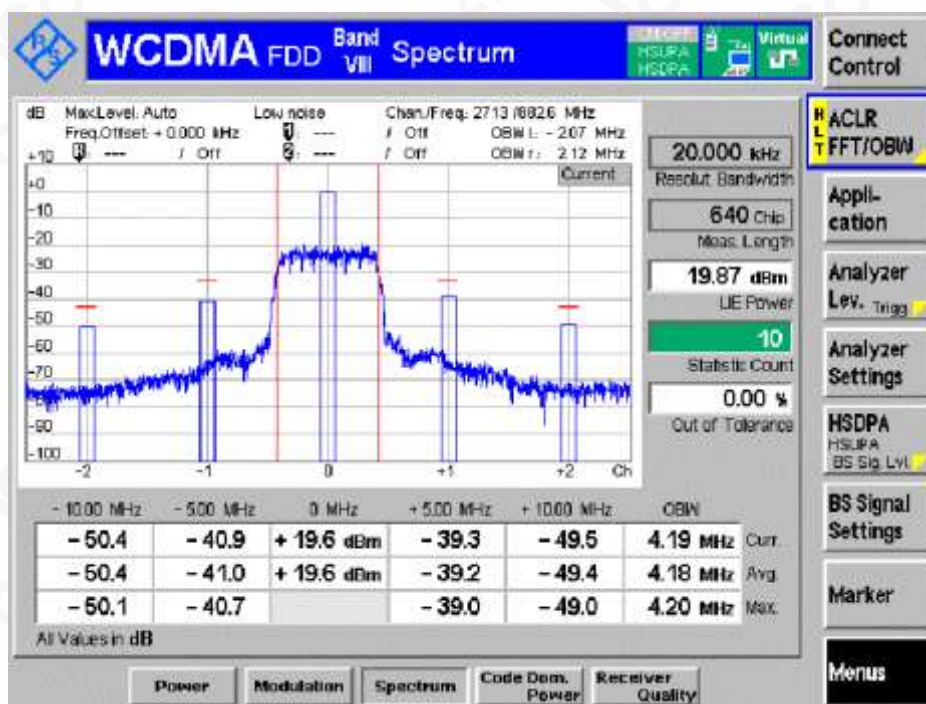 WCDMA FDD Band VIII Spectrum
HSUPA
HSDPA
Virtual
Connect Control
dB Max.Level: Auto Low noise Chan./Freq.: 2713 /882.6 MHz
Freq.Offset: + 0.000 kHz 1: --- / Off OBW l: - 2.07 MHz
R: --- / Off 2: --- / Off OBW r: 2.12 MHz
Current
+10
+0
-10
-20
-30
-40
-50
-60
-70
-90
-100
-2 -1 0 +1 +2 Ch
20.000 kHz
Resolut. Bandwidth
640 Chip
Meas. Length
19.87 dBm
UE Power
10
Statistic Count
0.00 %
Out of Tolerance
HLT
ACLR
FFT/OBW
Appli-
cation
Analyzer
Lev. Trigg
Analyzer
Settings
HSDPA
HSUPA
BS Sig. Lvl.
BS Signal
Settings
Marker
Menus
- 10.00 MHz - 5.00 MHz 0 MHz + 5.00 MHz + 10.00 MHz OBW
- 50.4 - 40.9 + 19.6 dBm - 39.3 - 49.5 4.19 MHz Curr.
- 50.4 - 41.0 + 19.6 dBm - 39.2 - 49.4 4.18 MHz Avg.
- 50.1 - 40.7 - 39.0 - 49.0 4.20 MHz Max.
All Values in dB
Power
Modulation
Spectrum
Code Dom.
Power
Receiver
Quality